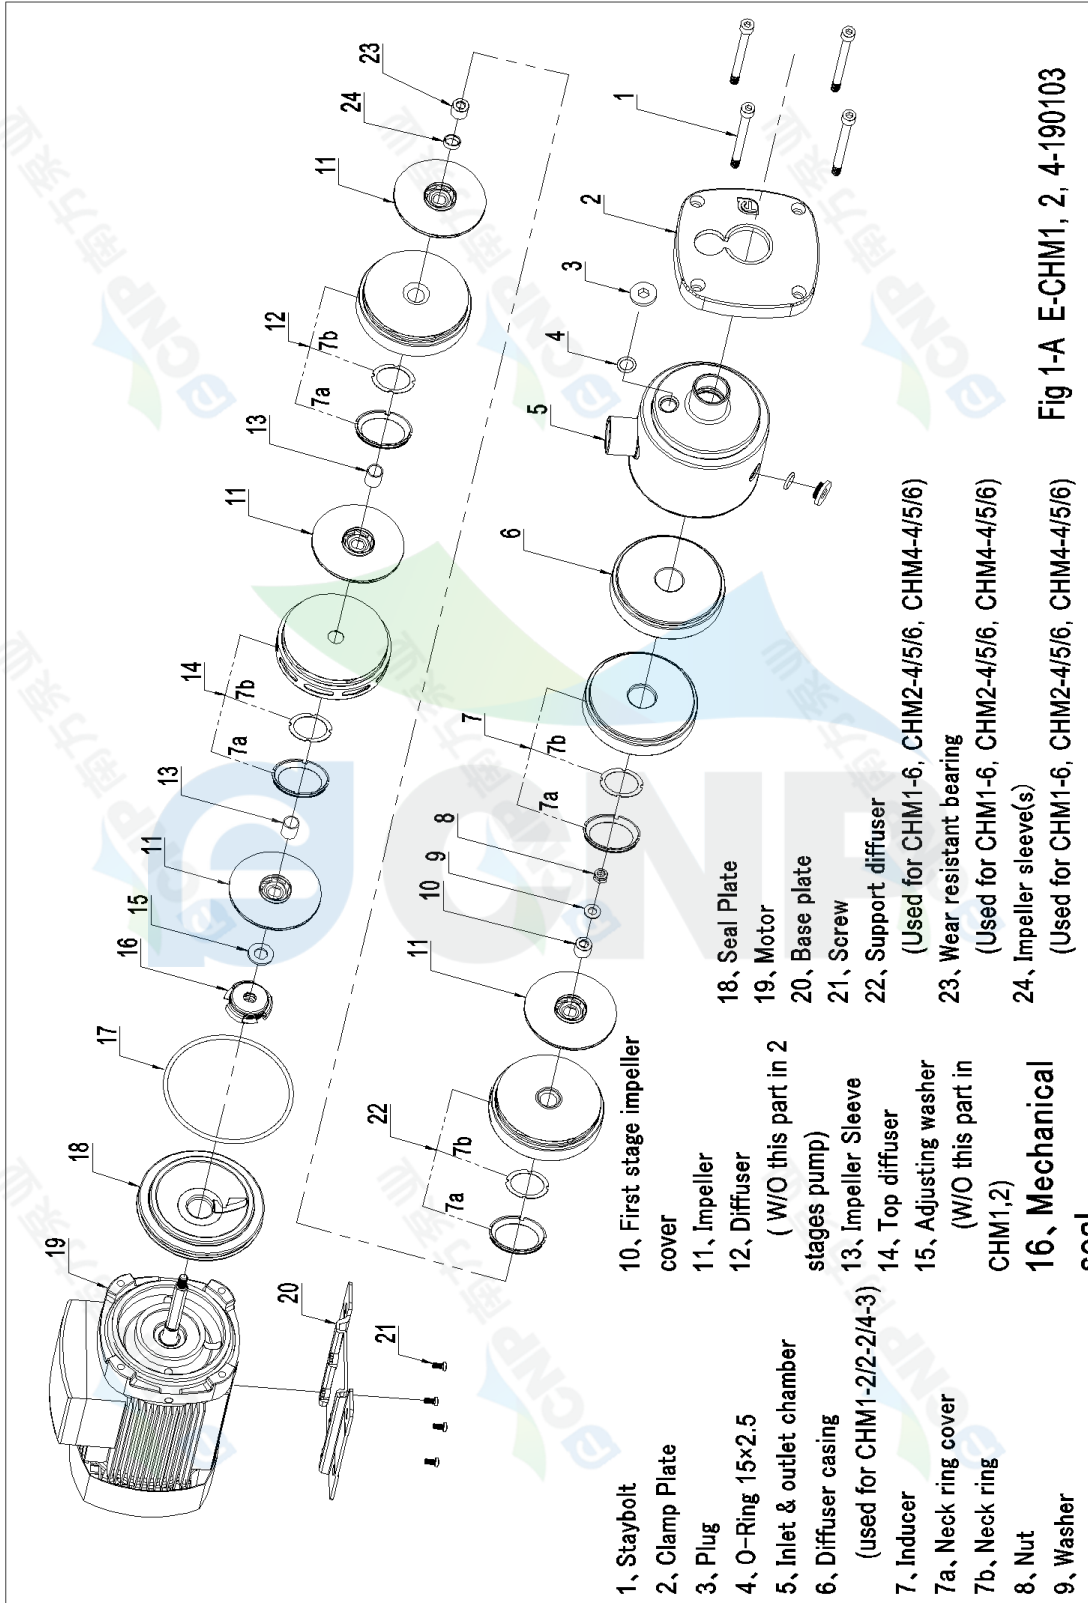 23
24
11
12
7b
7a
13
11
14
7b
7a
13
11
15
16
17
18
19
20
21
1
2
3
4
5
6
7
7b
7a
8
9
10
11
22
7b
7a
1、Staybolt
2、Clamp Plate
3、Plug
4、O-Ring 15×2.5
5、Inlet & outlet chamber
6、Diffuser casing
(used for CHM1-2/2-2/4-3)
7、Inducer
7a、Neck ring cover
7b、Neck ring
8、Nut
9、Washer
10、First stage impeller
cover
11、Impeller
12、Diffuser
(W/O this part in 2
stages pump)
13、Impeller Sleeve
14、Top diffuser
15、Adjusting washer
(W/O this part in
CHM1,2)
16、Mechanical
18、Seal Plate
19、Motor
20、Base plate
21、Screw
22、Support diffuser
(Used for CHM1-6, CHM2-4/5/6, CHM4-4/5/6)
23、Wear resistant bearing
(Used for CHM1-6, CHM2-4/5/6, CHM4-4/5/6)
24、Impeller sleeve(s)
(Used for CHM1-6, CHM2-4/5/6, CHM4-4/5/6)
Fig 1-A E-CHM1, 2, 4-190103
CNP
CNP南方泵业